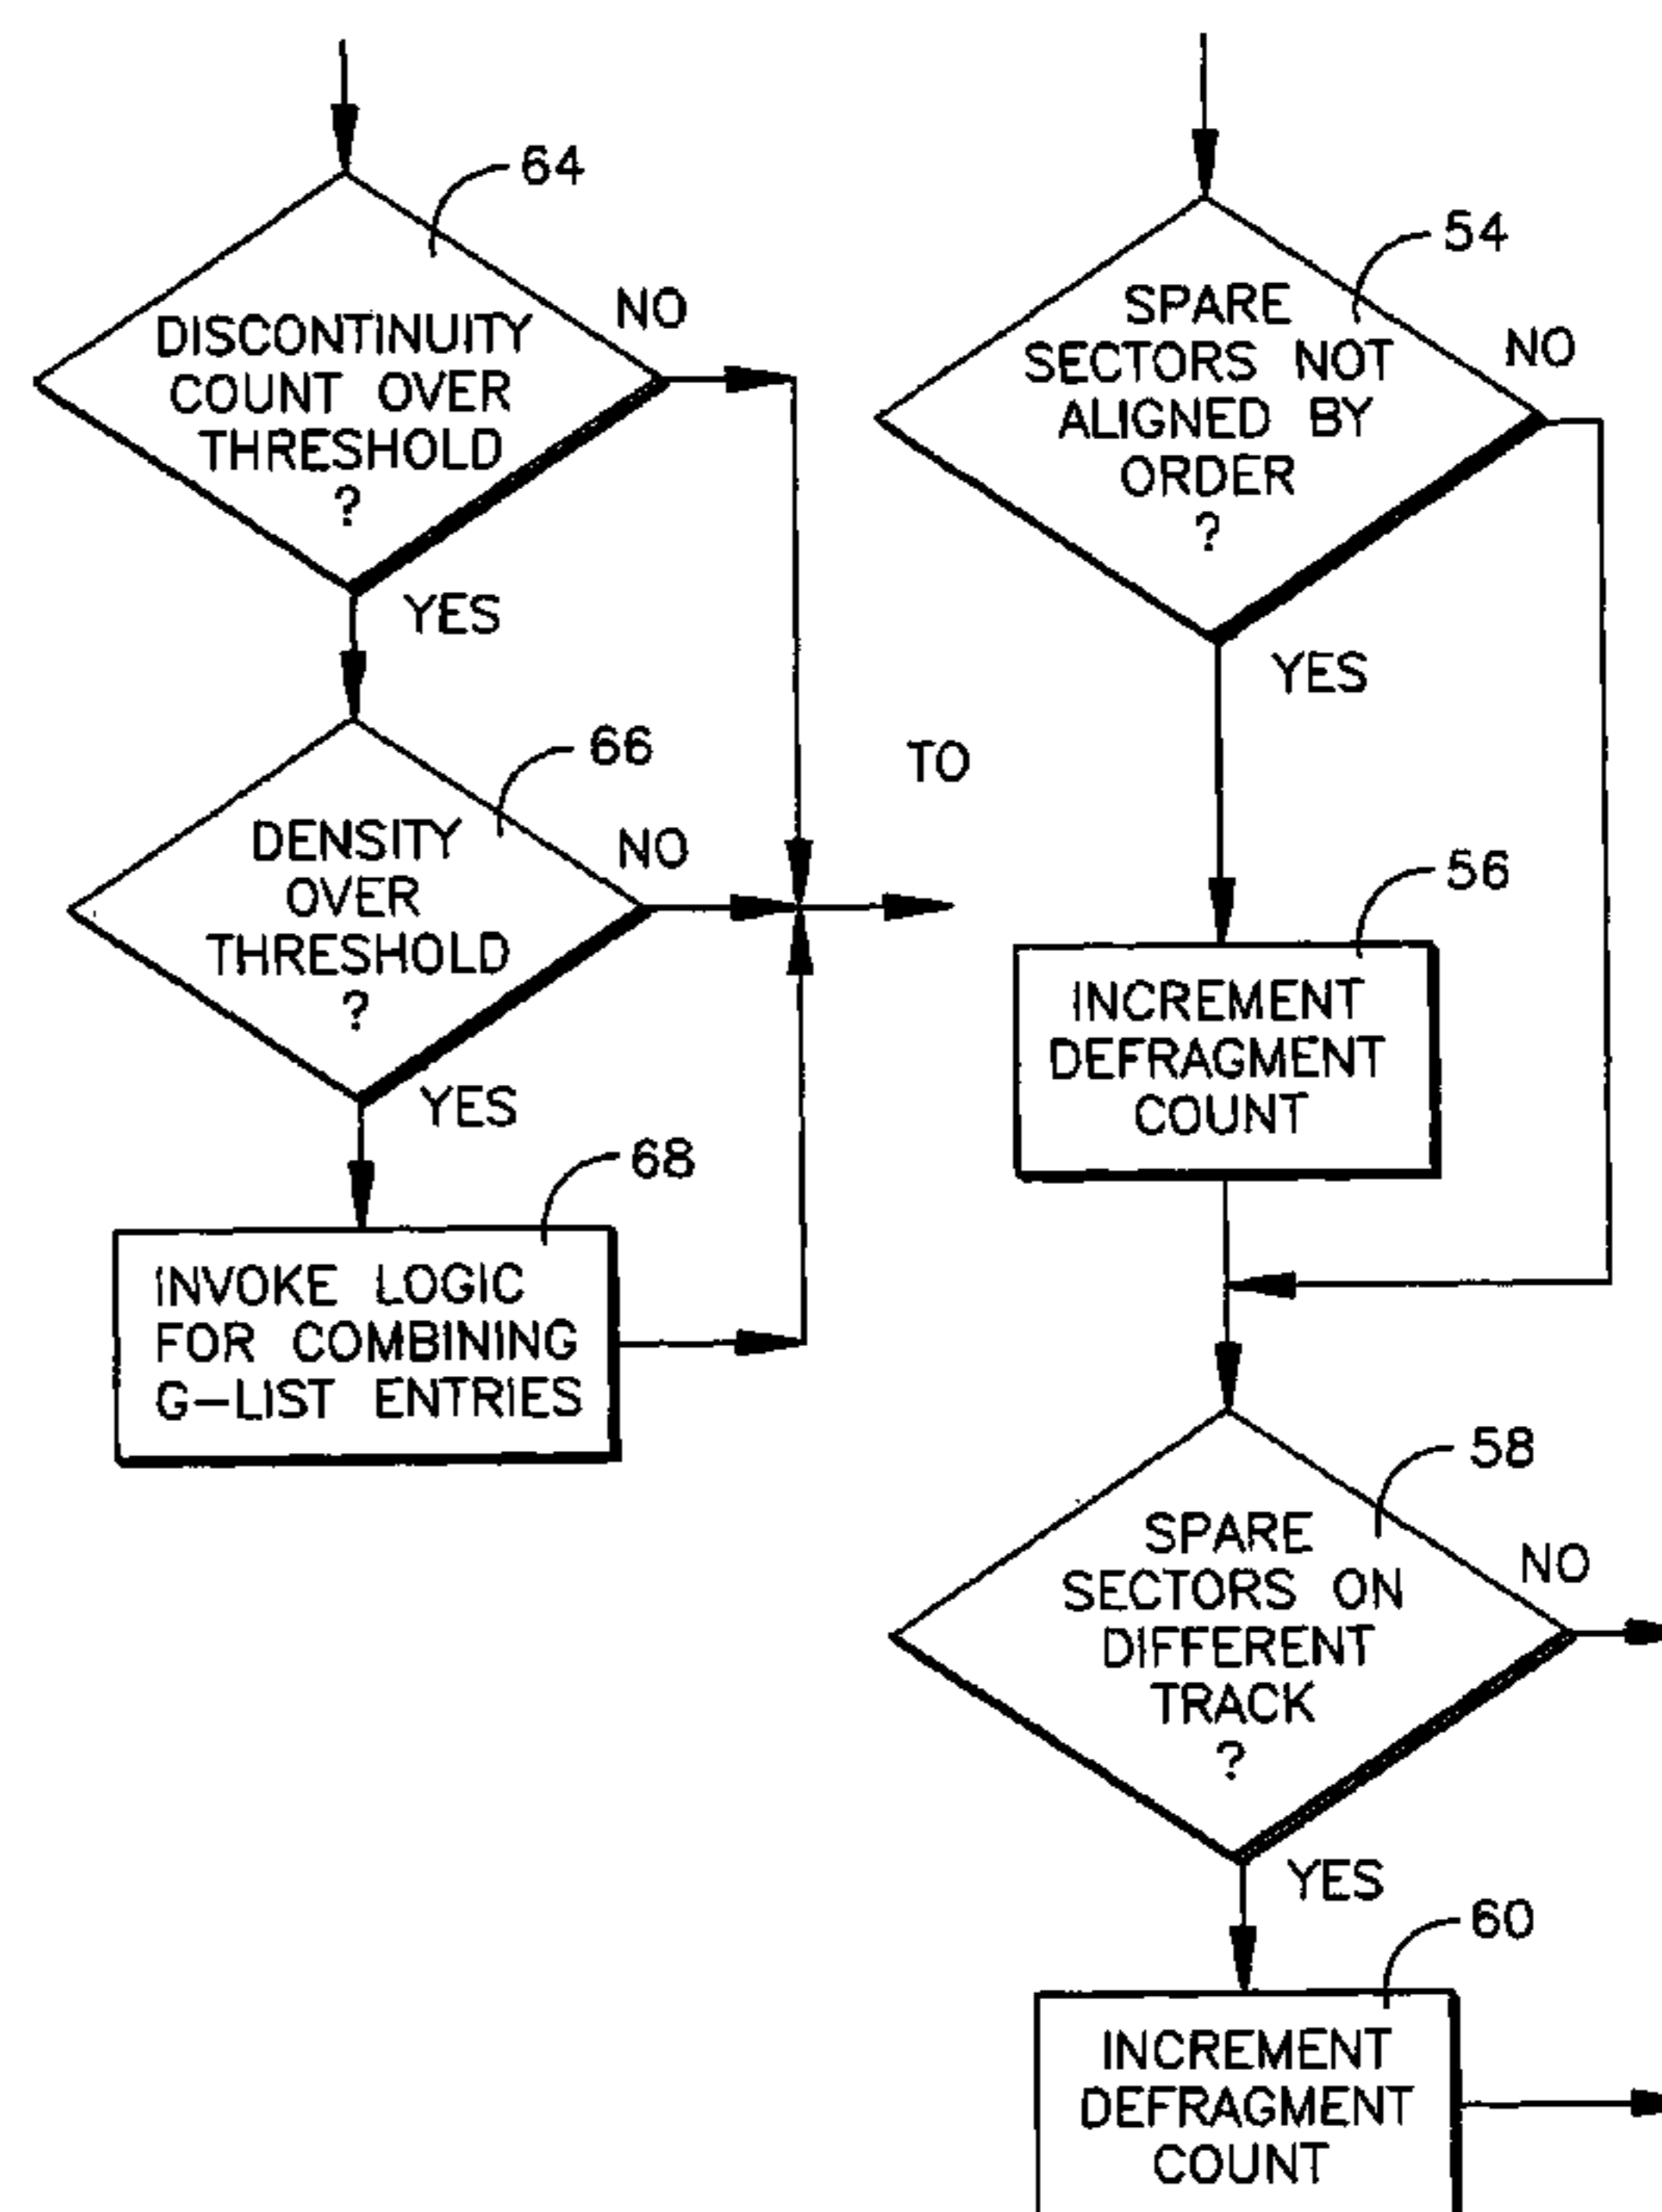 64
DISCONTINUITY
COUNT OVER
THRESHOLD
?
NO
YES
66
DENSITY
OVER
THRESHOLD
?
NO
YES
TO
68
INVOKE LOGIC
FOR COMBINING
G-LIST ENTRIES
54
SPARE
SECTORS NOT
ALIGNED BY
ORDER
?
NO
YES
56
INCREMENT
DEFRAGMENT
COUNT
58
SPARE
SECTORS ON
DIFFERENT
TRACK
?
NO
YES
60
INCREMENT
DEFRAGMENT
COUNT